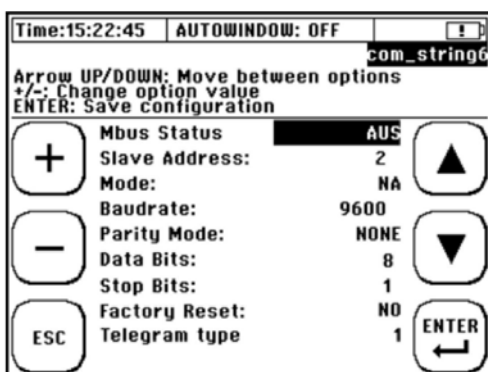 Time:15:22:45 AUTOWINDOW: OFF !
com_string6
Arrow UP/DOWN: Move between options
+/-: Change option value
ENTER: Save configuration
Mbus Status AUS
+ Slave Address: 2 ▲
Mode: NA
Baudrate: 9600
− Parity Mode: NONE ▼
Data Bits: 8
Stop Bits: 1
Factory Reset: NO
ESC Telegram type 1 ENTER